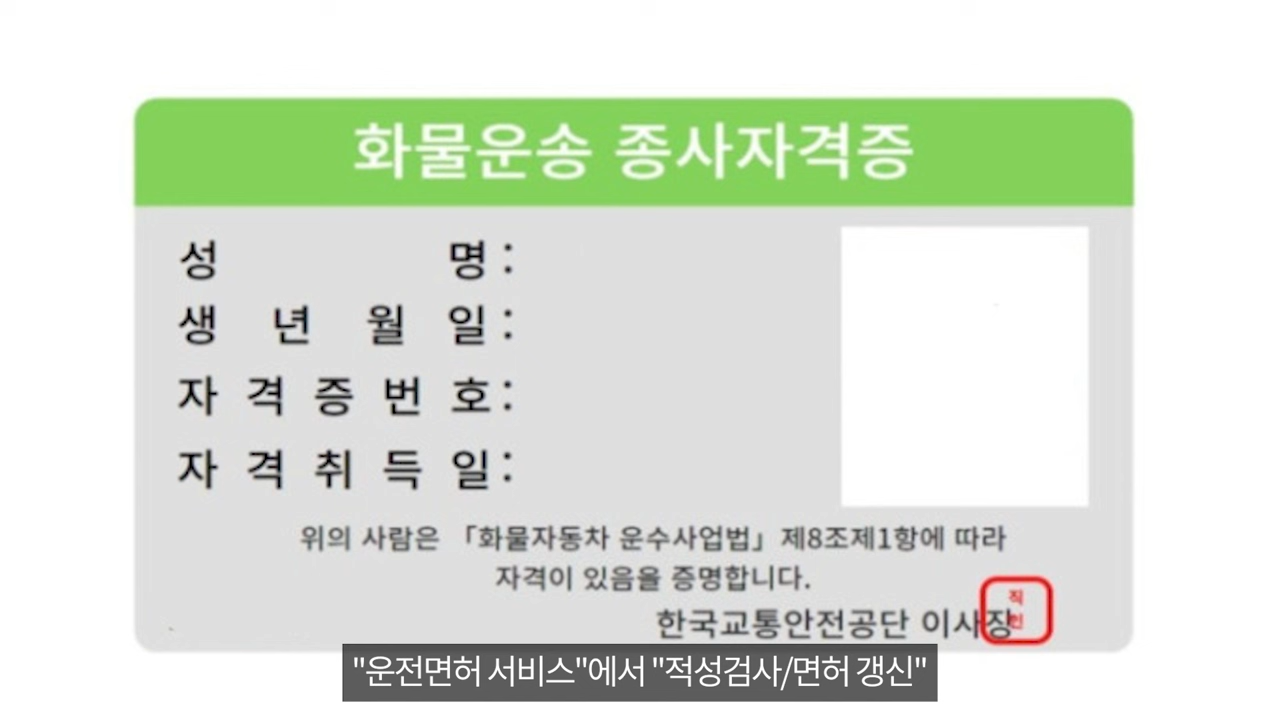 화물운송 종사자격증
성 명 :
생 년 월 일 :
자 격 증 번 호 :
자 격 취 득 일 :
위의 사람은 「화물자동차 운수사업법」 제8조제1항에 따라
자격이 있음을 증명합니다.
한국교통안전공단 이사장
직인
"운전면허 서비스"에서 "적성검사/면허 갱신"